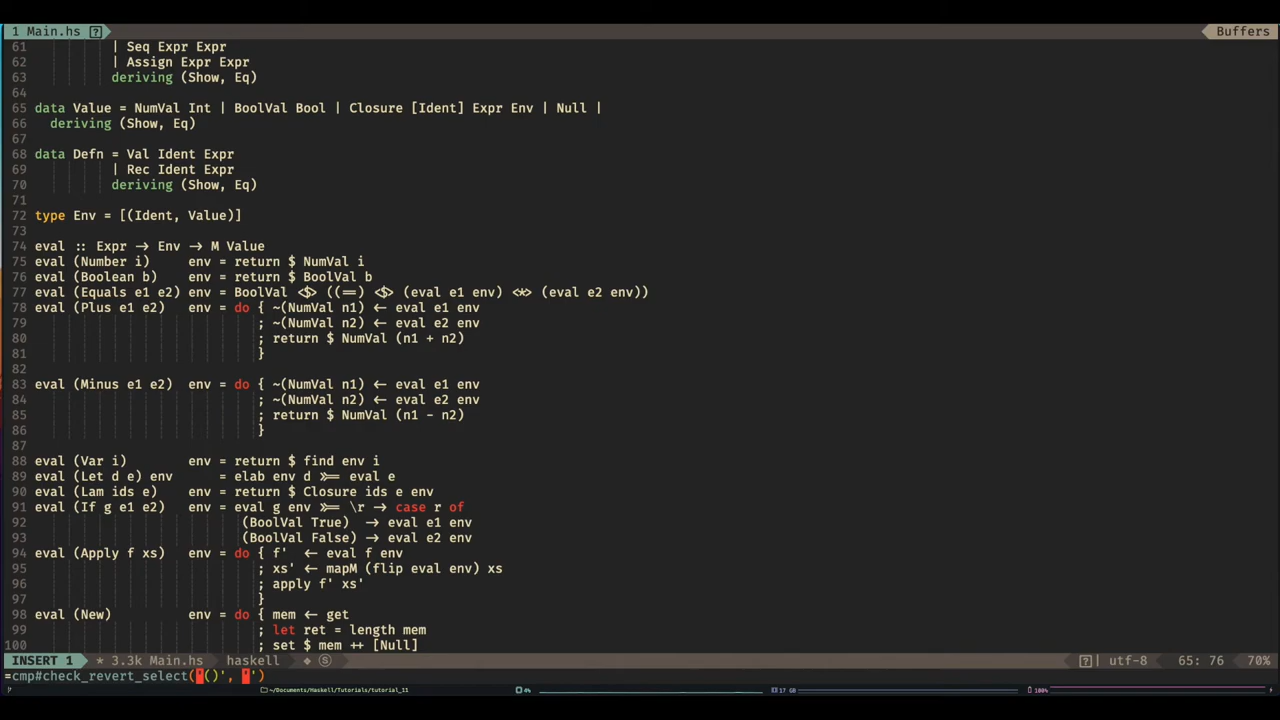 1 Main.hs ? Buffers
61 | Seq Expr Expr
62 | Assign Expr Expr
63 deriving (Show, Eq)
64
65 data Value = NumVal Int | BoolVal Bool | Closure [Ident] Expr Env | Null |
66 deriving (Show, Eq)
67
68 data Defn = Val Ident Expr
69 | Rec Ident Expr
70 deriving (Show, Eq)
71
72 type Env = [(Ident, Value)]
73
74 eval :: Expr → Env → M Value
75 eval (Number i) env = return $ NumVal i
76 eval (Boolean b) env = return $ BoolVal b
77 eval (Equals e1 e2) env = BoolVal <$> ((==) <$> (eval e1 env) <*> (eval e2 env))
78 eval (Plus e1 e2) env = do { ~(NumVal n1) ← eval e1 env
79 ; ~(NumVal n2) ← eval e2 env
80 ; return $ NumVal (n1 + n2)
81 }
82
83 eval (Minus e1 e2) env = do { ~(NumVal n1) ← eval e1 env
84 ; ~(NumVal n2) ← eval e2 env
85 ; return $ NumVal (n1 - n2)
86 }
87
88 eval (Var i) env = return $ find env i
89 eval (Let d e) env = elab env d >>= eval e
90 eval (Lam ids e) env = return $ Closure ids e env
91 eval (If g e1 e2) env = eval g env >>= \r → case r of
92 (BoolVal True) → eval e1 env
93 (BoolVal False) → eval e2 env
94 eval (Apply f xs) env = do { f' ← eval f env
95 ; xs' ← mapM (flip eval env) xs
96 ; apply f' xs'
97 }
98 eval (New) env = do { mem ← get
99 ; let ret = length mem
100 ; set $ mem ++ [Null]
INSERT 1 * 3.3k Main.hs haskell ◆ Ⓢ ? utf-8 65: 76 70%
=cmp#check_revert_select('()', '')
~/Documents/Haskell/Tutorials/tutorial_11 4% 17 GB 100%